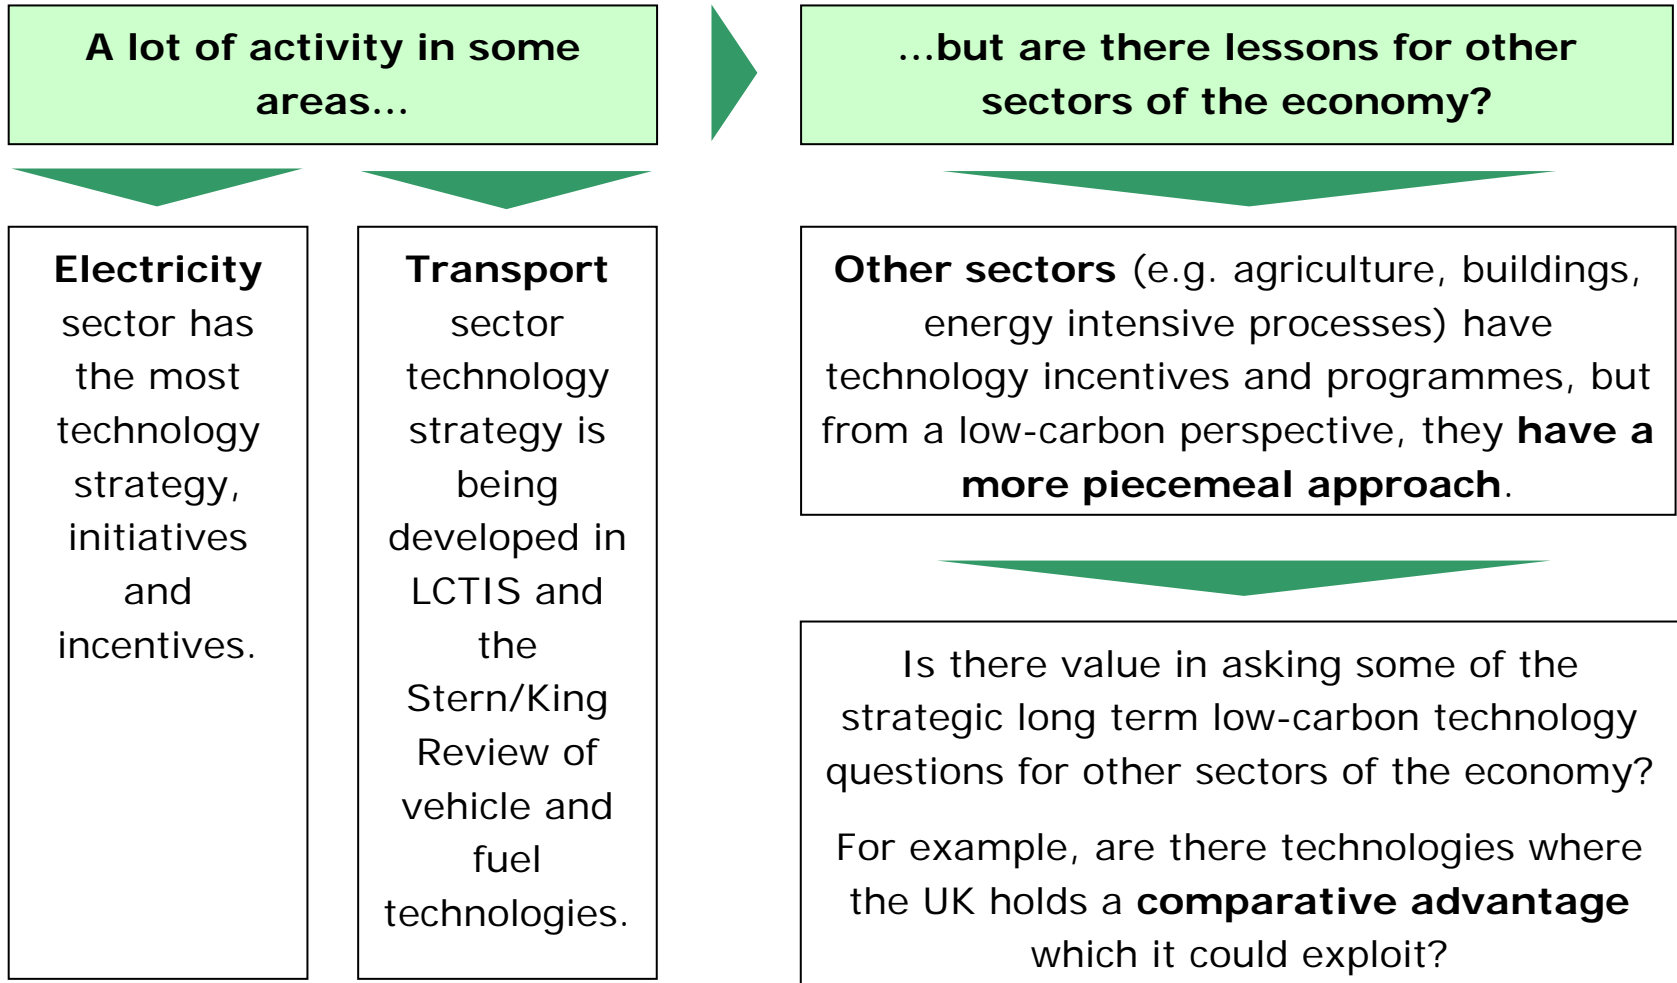 A lot of activity in some
areas...
...but are there lessons for other
sectors of the economy?
Electricity
sector has
the most
technology
strategy,
initiatives
and
incentives.
Transport
sector
technology
strategy is
being
developed in
LCTIS and
the
Stern/King
Review of
vehicle and
fuel
technologies.
Other sectors (e.g. agriculture, buildings,
energy intensive processes) have
technology incentives and programmes, but
from a low-carbon perspective, they have a
more piecemeal approach.
Is there value in asking some of the
strategic long term low-carbon technology
questions for other sectors of the economy?
For example, are there technologies where
the UK holds a comparative advantage
which it could exploit?